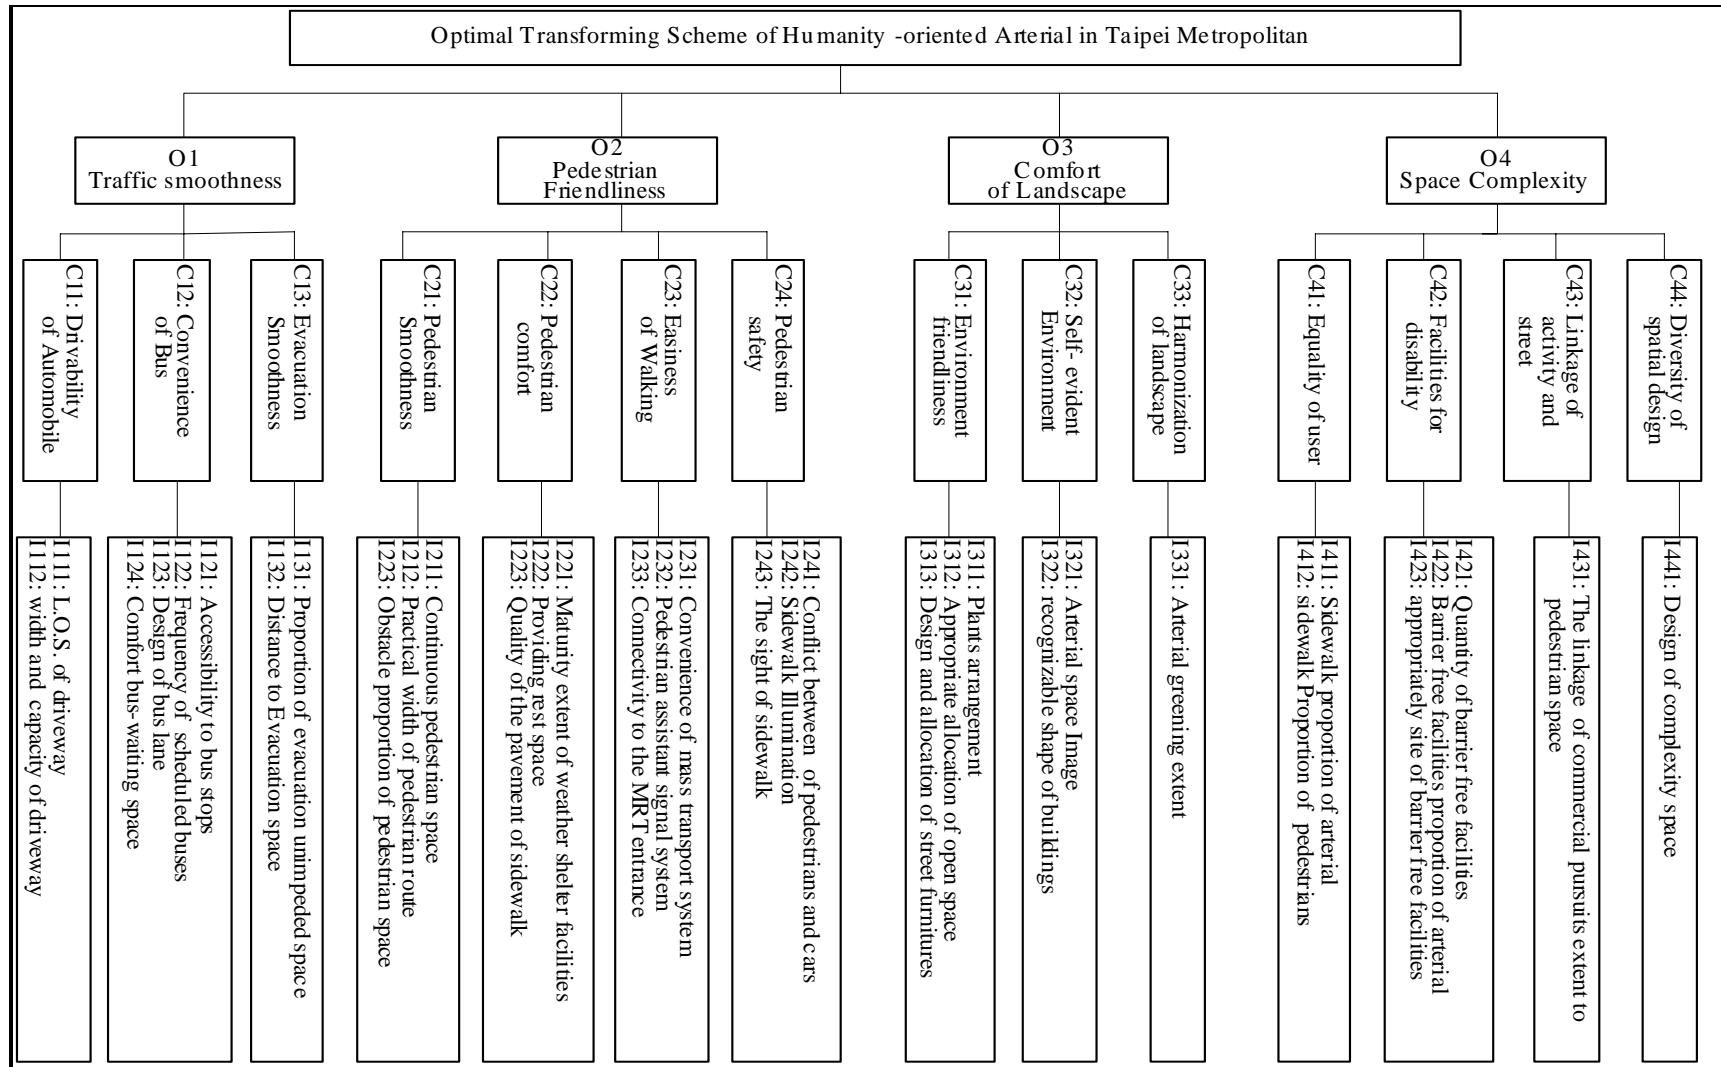 Optimal Transforming Scheme of Humanity -oriented Arterial in Taipei Metropolitan
O1
Traffic smoothness
O2
Pedestrian
Friendliness
O3
Comfort
of Landscape
O4
Space Complexity
C11: Drivability
of Automobile
C12: Convenience
of Bus
C13: Evacuation
Smoothness
C21: Pedestrian
Smoothness
C22: Pedestrian
comfort
C23: Easiness
of Walking
C24: Pedestrian
safety
C31: Environment
friendliness
C32: Self- evident
Environment
C33: Harmonization
of landscape
C41: Equality of user
C42: Facilities for
disability
C43: Linkage of
activity and
street
C44: Diversity of
spatial design
I111: L.O.S. of driveway
I112: width and capacity of driveway
I121: Accessibility to bus stops
I122: Frequency of scheduled buses
I123: Design of bus lane
I124: Comfort bus-waiting space
I131: Proportion of evacuation unimpeded space
I132: Distance to Evacuation space
I211: Continuous pedestrian space
I212: Practical width of pedestrian route
I223: Obstacle proportion of pedestrian space
I221: Maturity extent of weather shelter facilities
I222: Providing rest space
I223: Quality of the pavement of sidewalk
I231: Convenience of mass transport system
I232: Pedestrian assistant signal system
I233: Connectivity to the MRT entrance
I241: Conflict between of pedestrians and cars
I242: Sidewalk Illumination
I243: The sight of sidewalk
I311: Plants arrangement
I312: Appropriate allocation of open space
I313: Design and allocation of street furnitures
I321: Arterial space Image
I322: recognizable shape of buildings
I331: Arterial greening extent
I411: Sidewalk proportion of arterial
I412: sidewalk Proportion of pedestrians
I421: Quantity of barrier free facilities
I422: Barrier free facilities proportion of arterial
I423: appropriately site of barrier free facilities
I431: The linkage of commercial pursuits extent to
pedestrian space
I441: Design of complexity space